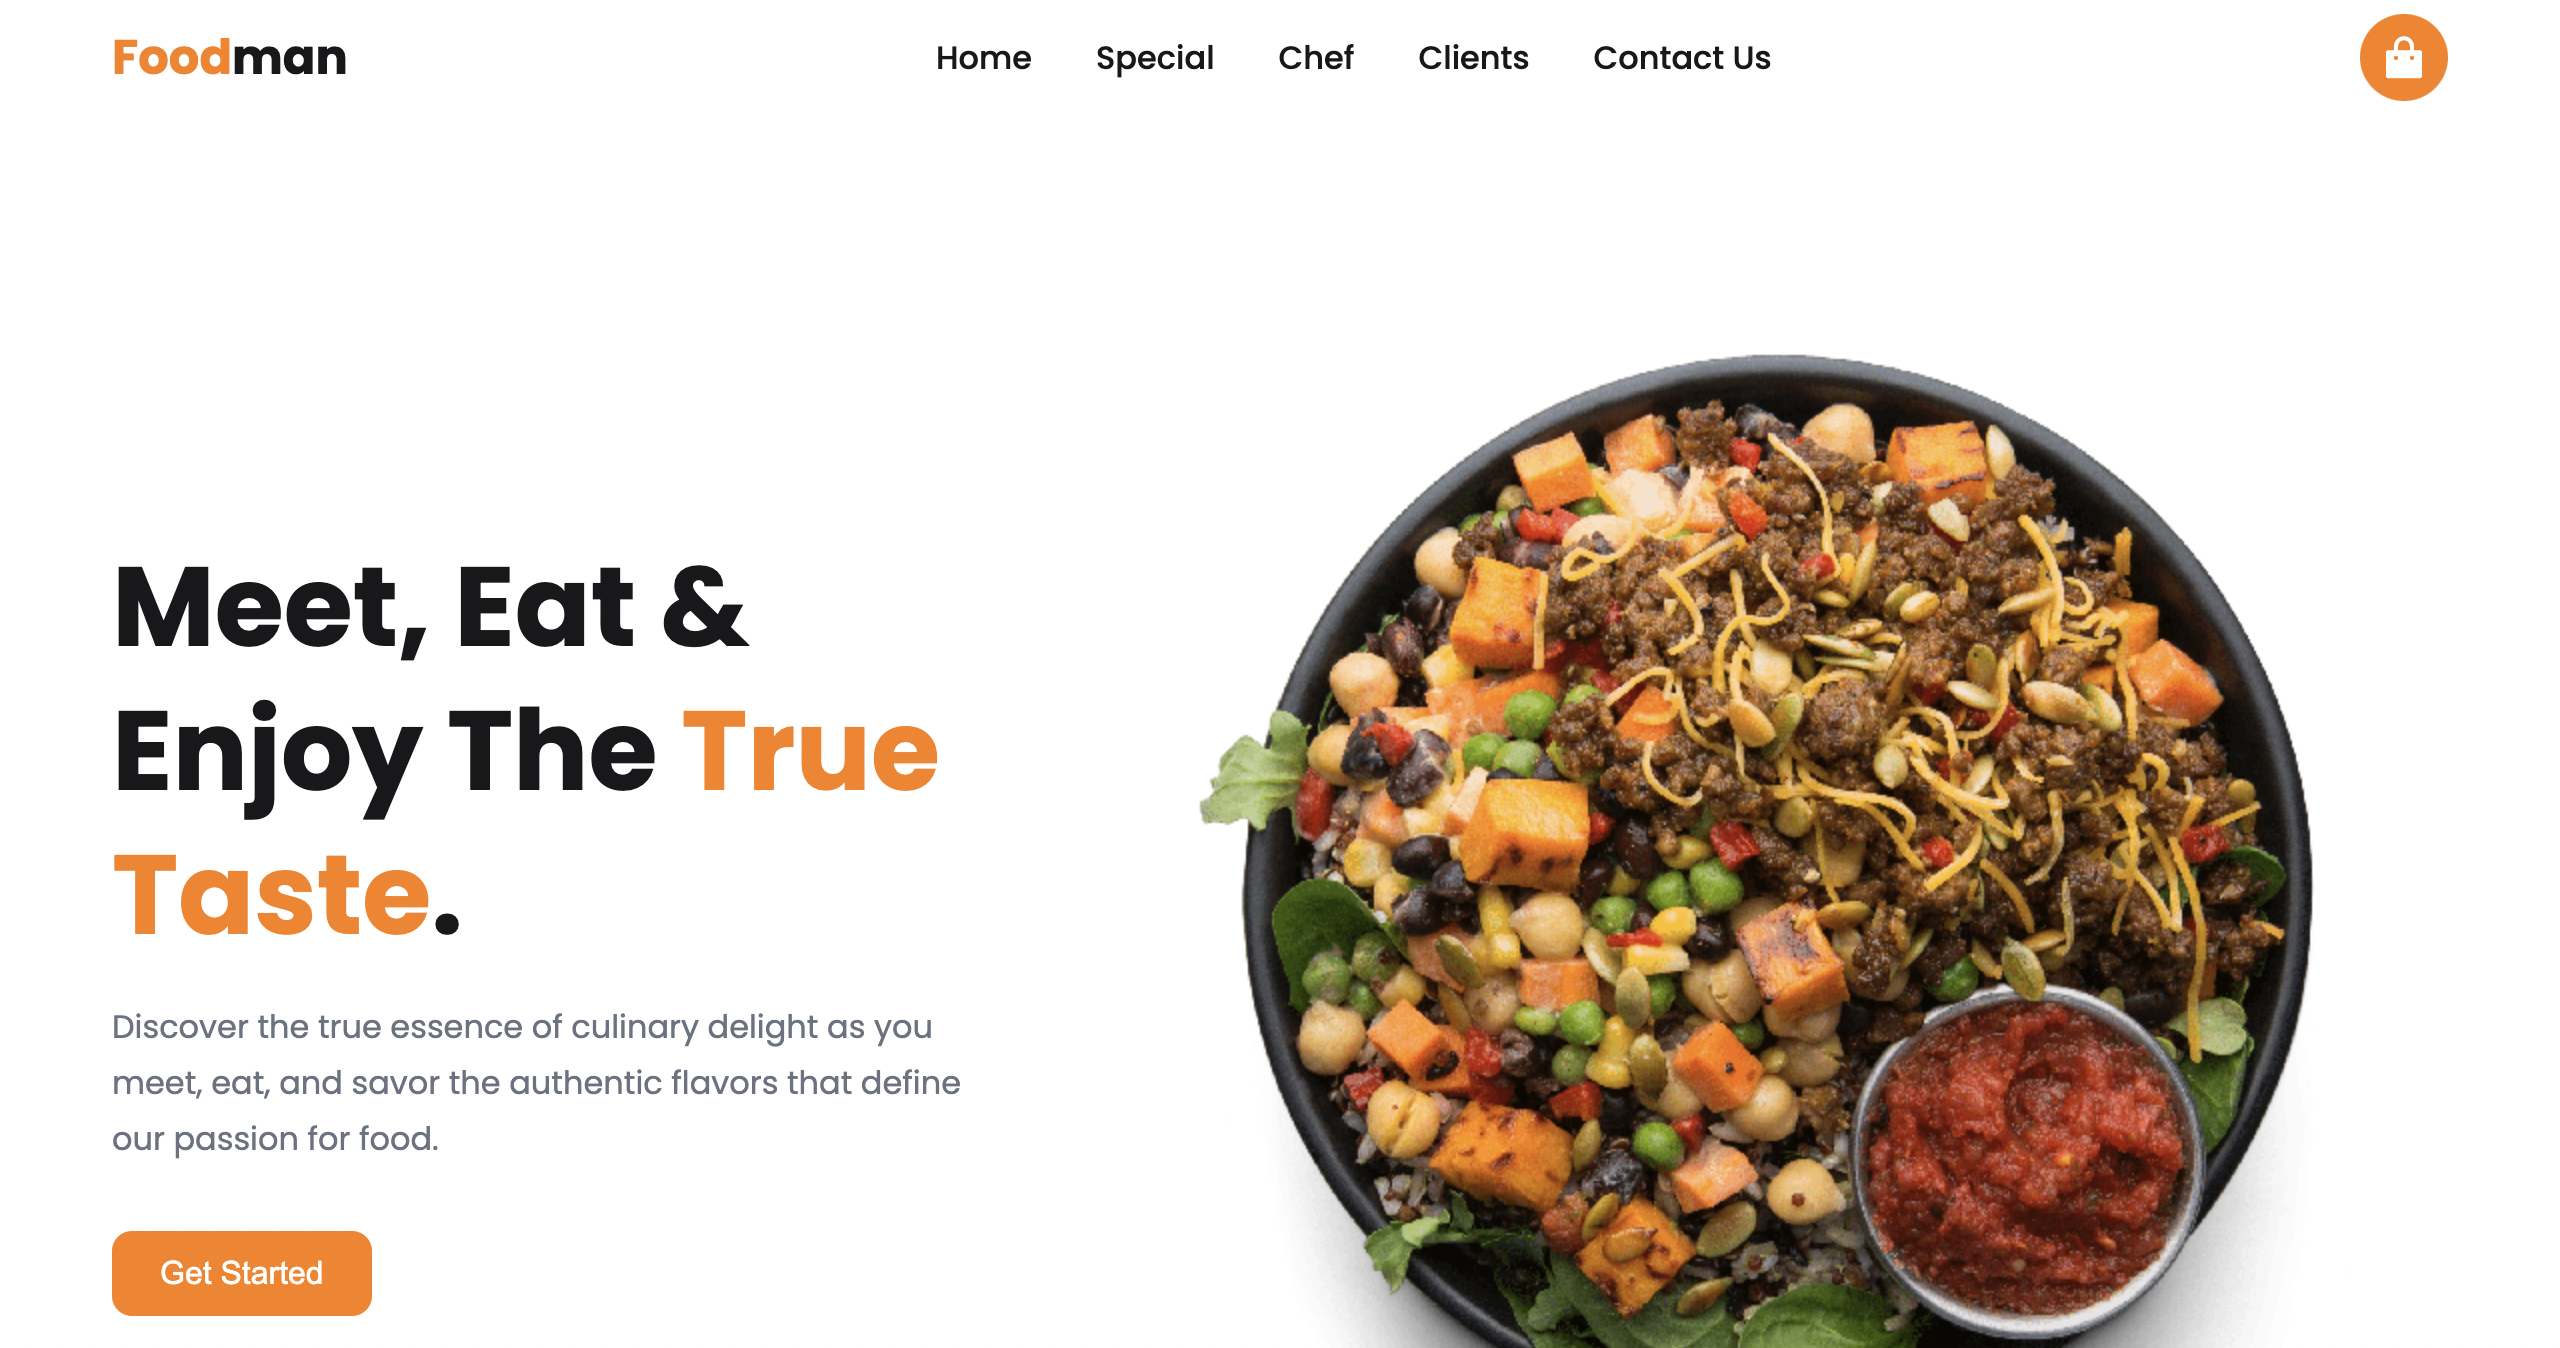 Foodman
Home Special Chef Clients Contact Us
Meet, Eat &
Enjoy The True
Taste.
Discover the true essence of culinary delight as you
meet, eat, and savor the authentic flavors that define
our passion for food.
Get Started